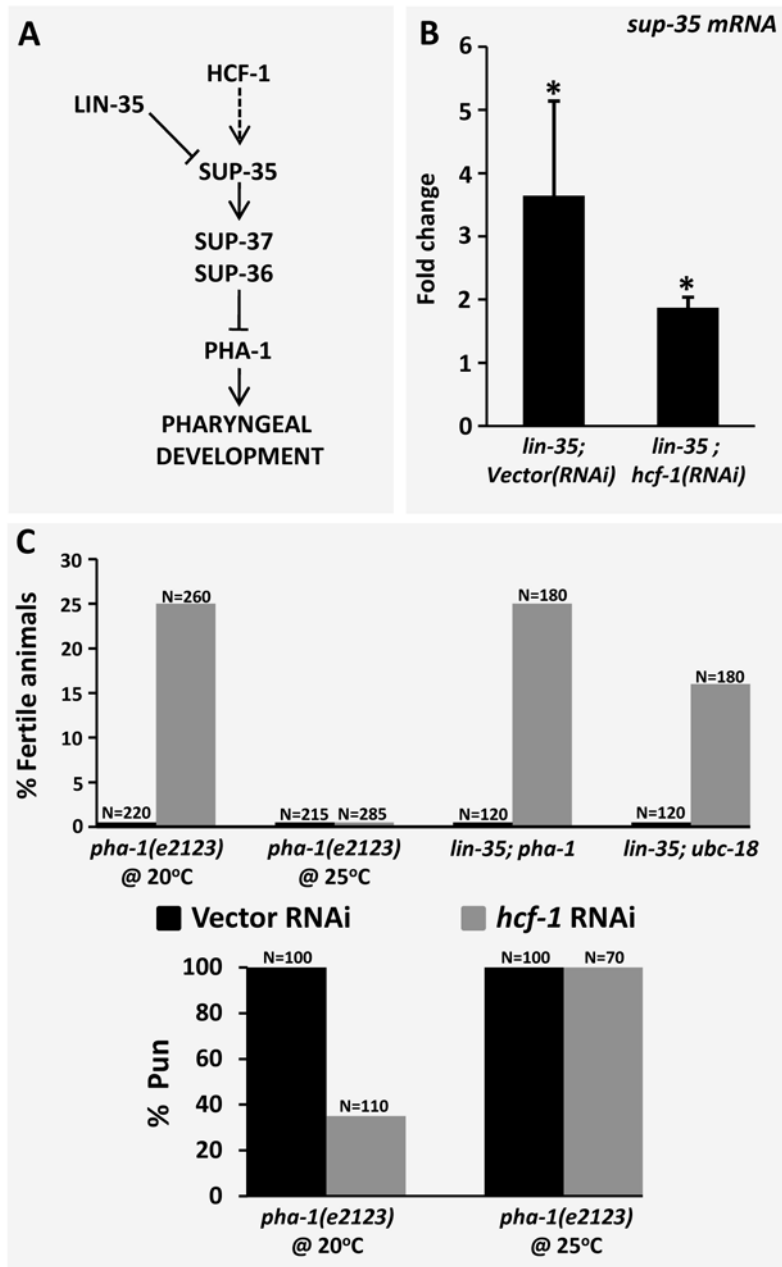 A
HCF-1
LIN-35
SUP-35
SUP-37
SUP-36
PHA-1
PHARYNGEAL
DEVELOPMENT
B
sup-35 mRNA
6
5
4
3
2
1
0
Fold change
*
*
lin-35;
Vector(RNAi)
lin-35 ;
hcf-1(RNAi)
C
30
25
20
15
10
5
0
% Fertile animals
N=220
N=260
N=215
N=285
N=120
N=180
N=120
N=180
pha-1(e2123)
@ 20°C
pha-1(e2123)
@ 25°C
lin-35; pha-1
lin-35; ubc-18
Vector RNAi
hcf-1 RNAi
100
80
60
40
20
0
% Pun
N=100
N=110
N=100
N=70
pha-1(e2123)
@ 20°C
pha-1(e2123)
@ 25°C